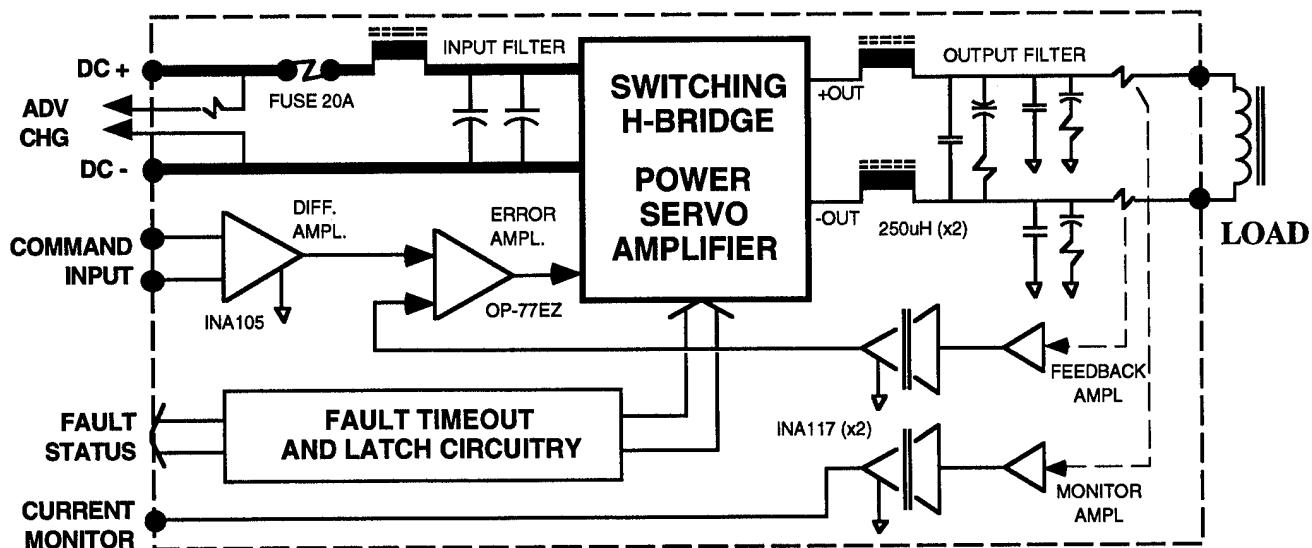 DC +
ADV
CHG
DC -
FUSE 20A
INPUT FILTER
SWITCHING
H-BRIDGE
POWER
SERVO
AMPLIFIER
+OUT
-OUT
OUTPUT FILTER
250uH (x2)
LOAD
COMMAND
INPUT
DIFF.
AMPL.
INA105
ERROR
AMPL.
OP-77EZ
FEEDBACK
AMPL
FAULT
STATUS
FAULT TIMEOUT
AND LATCH CIRCUITRY
INA117 (x2)
MONITOR
AMPL
CURRENT
MONITOR